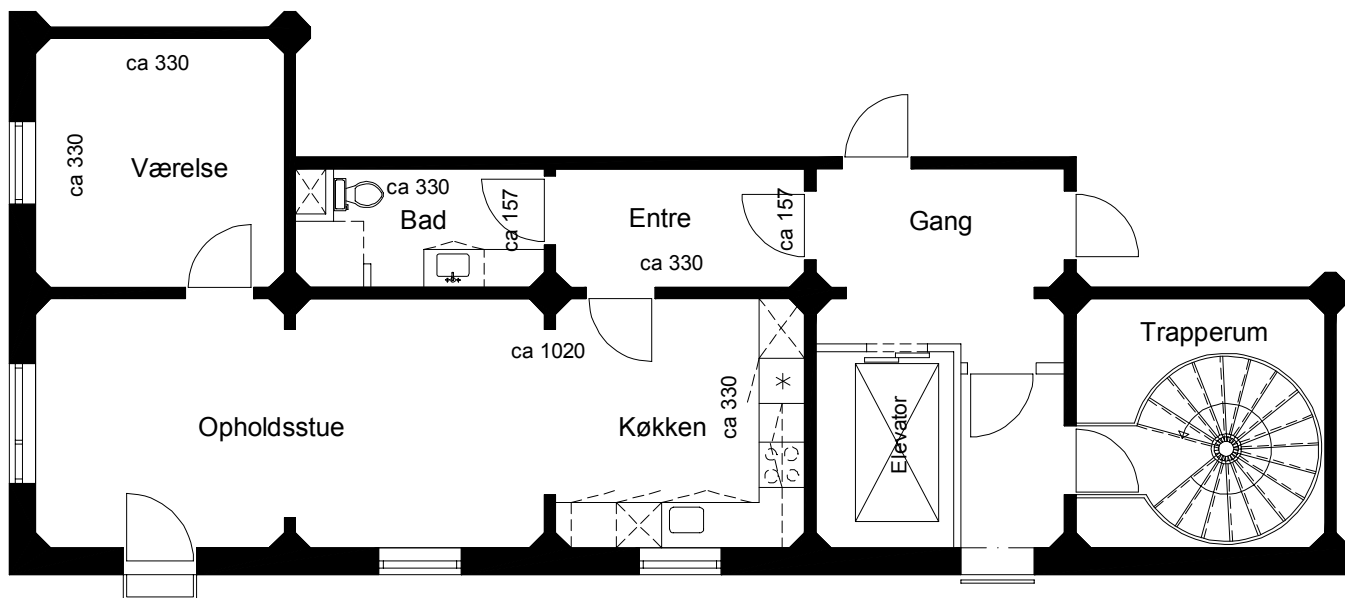 ca 330
ca 330
Værelse
ca 330
Bad
ca 157
Entre
ca 330
ca 157
Gang
Trapperum
ca 1020
Opholdsstue
Køkken
ca 330
Elevator